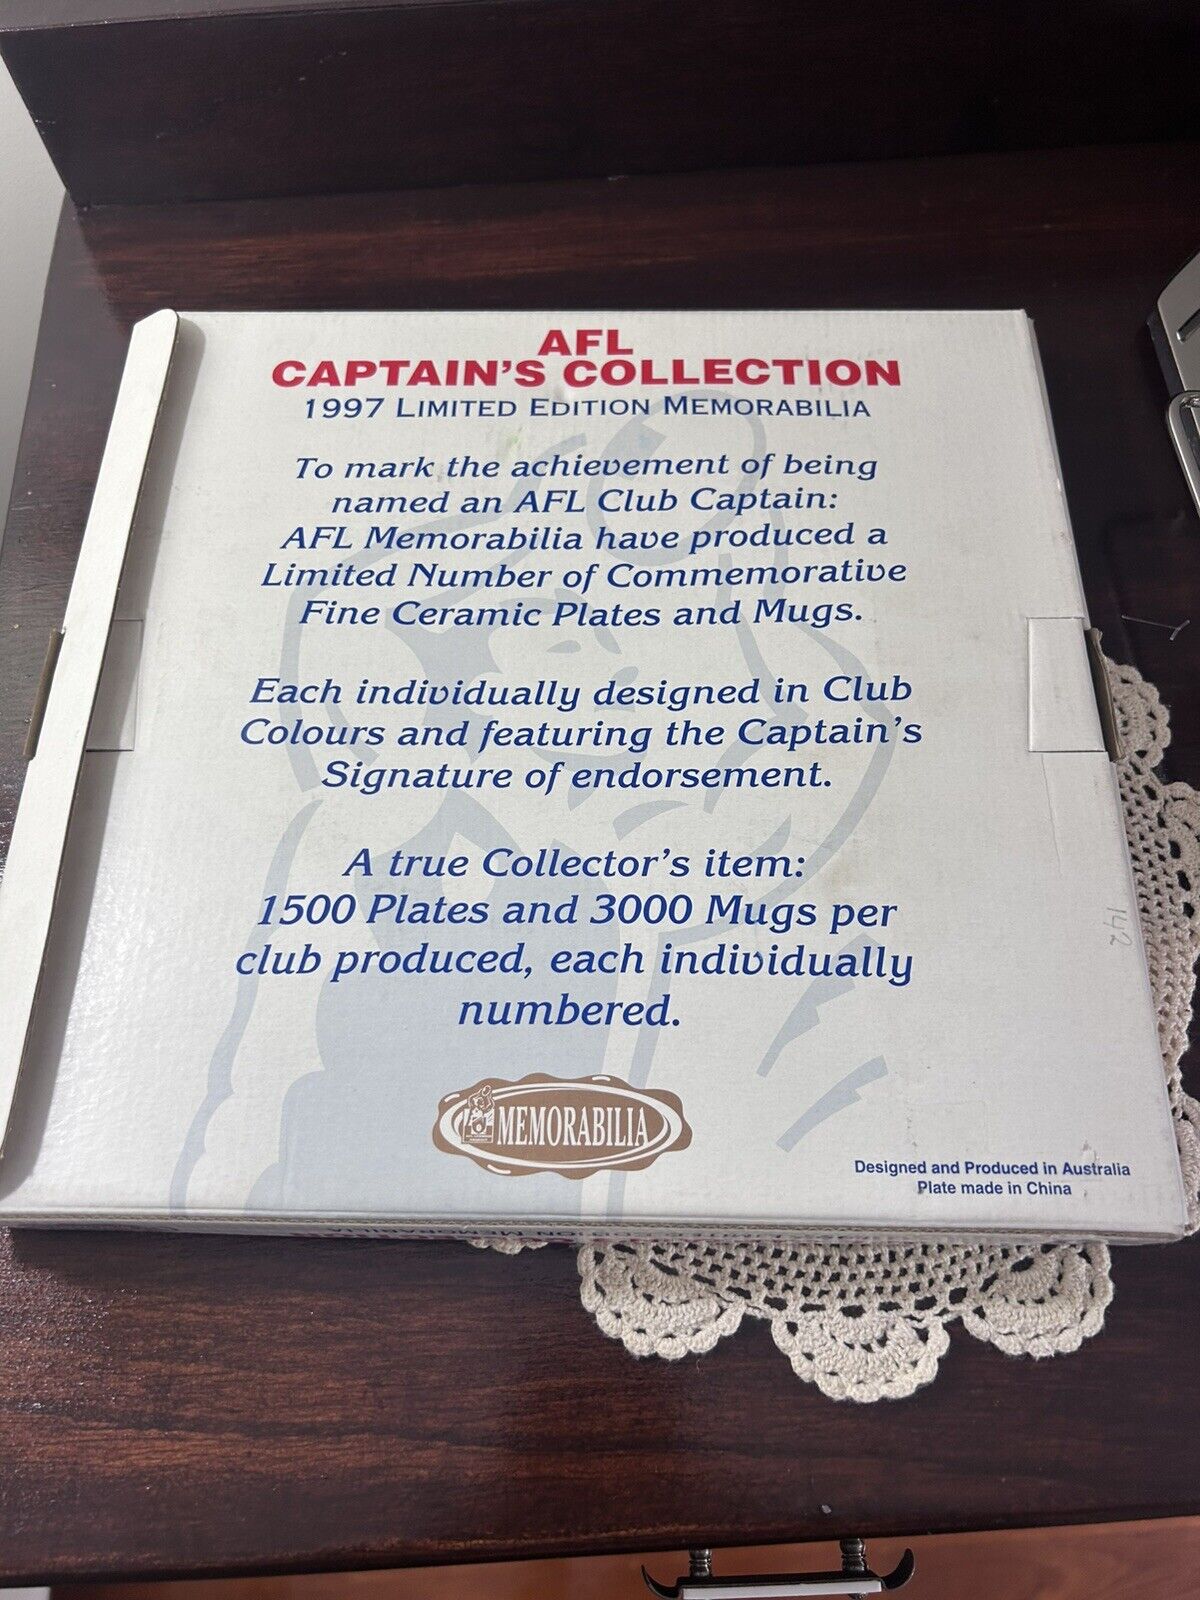 AFL
CAPTAIN'S COLLECTION
1997 LIMITED EDITION MEMORABILIA
To mark the achievement of being
named an AFL Club Captain:
AFL Memorabilia have produced a
Limited Number of Commemorative
Fine Ceramic Plates and Mugs.
Each individually designed in Club
Colours and featuring the Captain's
Signature of endorsement.
A true Collector's item:
1500 Plates and 3000 Mugs per
club produced, each individually
numbered.
MEMORABILIA
Designed and Produced in Australia
Plate made in China
142